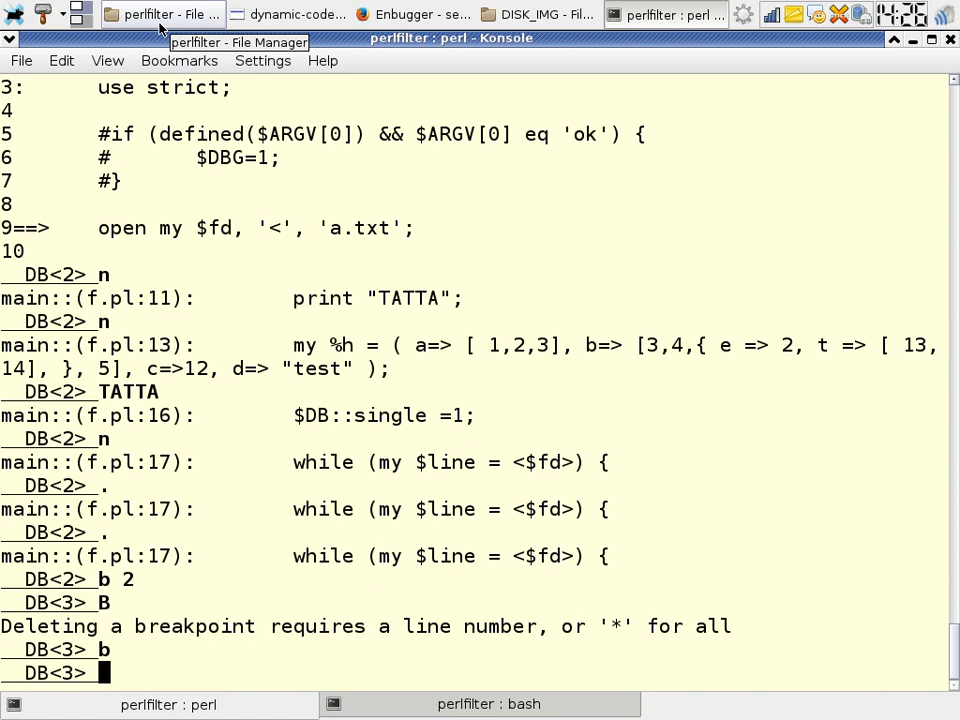 perlfilter - File ...
dynamic-code...
Enbugger - se...
DISK_IMG - Fil...
perlfilter : perl ...
14:26
perlfilter - File Manager
perlfilter : perl - Konsole
File Edit View Bookmarks Settings Help
3: use strict;
4
5 #if (defined($ARGV[0]) && $ARGV[0] eq 'ok') {
6 # $DBG=1;
7 #}
8
9==> open my $fd, '<', 'a.txt';
10
DB<2> n
main::(f.pl:11): print "TATTA";
DB<2> n
main::(f.pl:13): my %h = ( a=> [ 1,2,3], b=> [3,4,{ e => 2, t => [ 13,
14], }, 5], c=>12, d=> "test" );
DB<2> TATTA
main::(f.pl:16): $DB::single =1;
DB<2> n
main::(f.pl:17): while (my $line = <$fd>) {
DB<2> .
main::(f.pl:17): while (my $line = <$fd>) {
DB<2> .
main::(f.pl:17): while (my $line = <$fd>) {
DB<2> b 2
DB<3> B
Deleting a breakpoint requires a line number, or '*' for all
DB<3> b
DB<3>
perlfilter : perl
perlfilter : bash